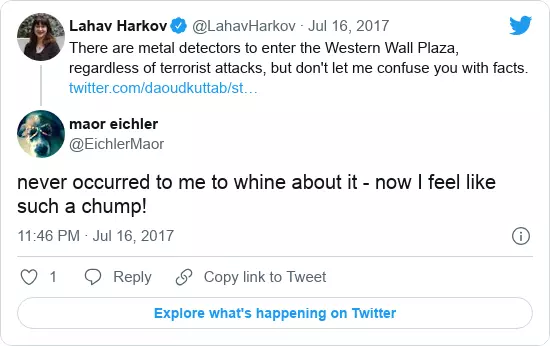 Lahav Harkov @LahavHarkov · Jul 16, 2017
There are metal detectors to enter the Western Wall Plaza,
regardless of terrorist attacks, but don't let me confuse you with facts.
twitter.com/daoudkuttab/st…
maor eichler
@EichlerMaor
never occurred to me to whine about it - now I feel like
such a chump!
11:46 PM · Jul 16, 2017
1 Reply Copy link to Tweet
Explore what's happening on Twitter